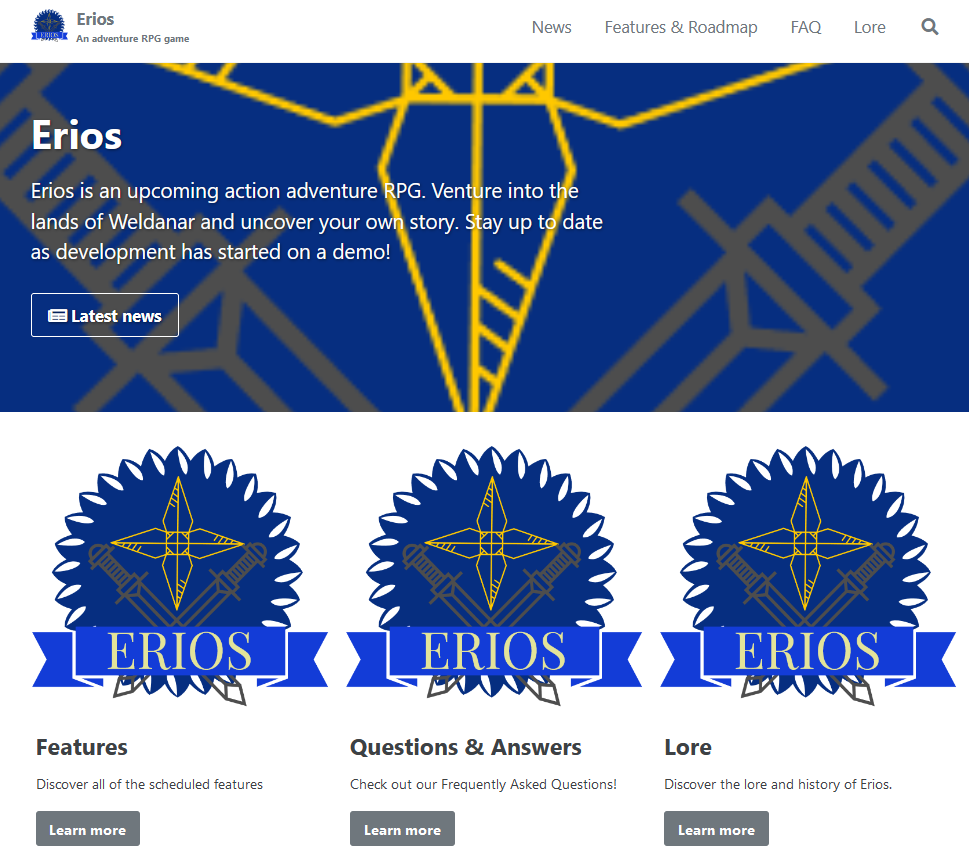 ERIOS
Erios
An adventure RPG game
News
Features & Roadmap
FAQ
Lore
Erios
Erios is an upcoming action adventure RPG. Venture into the
lands of Weldanar and uncover your own story. Stay up to date
as development has started on a demo!
Latest news
ERIOS
ERIOS
ERIOS
Features
Discover all of the scheduled features
Learn more
Questions & Answers
Check out our Frequently Asked Questions!
Learn more
Lore
Discover the lore and history of Erios.
Learn more